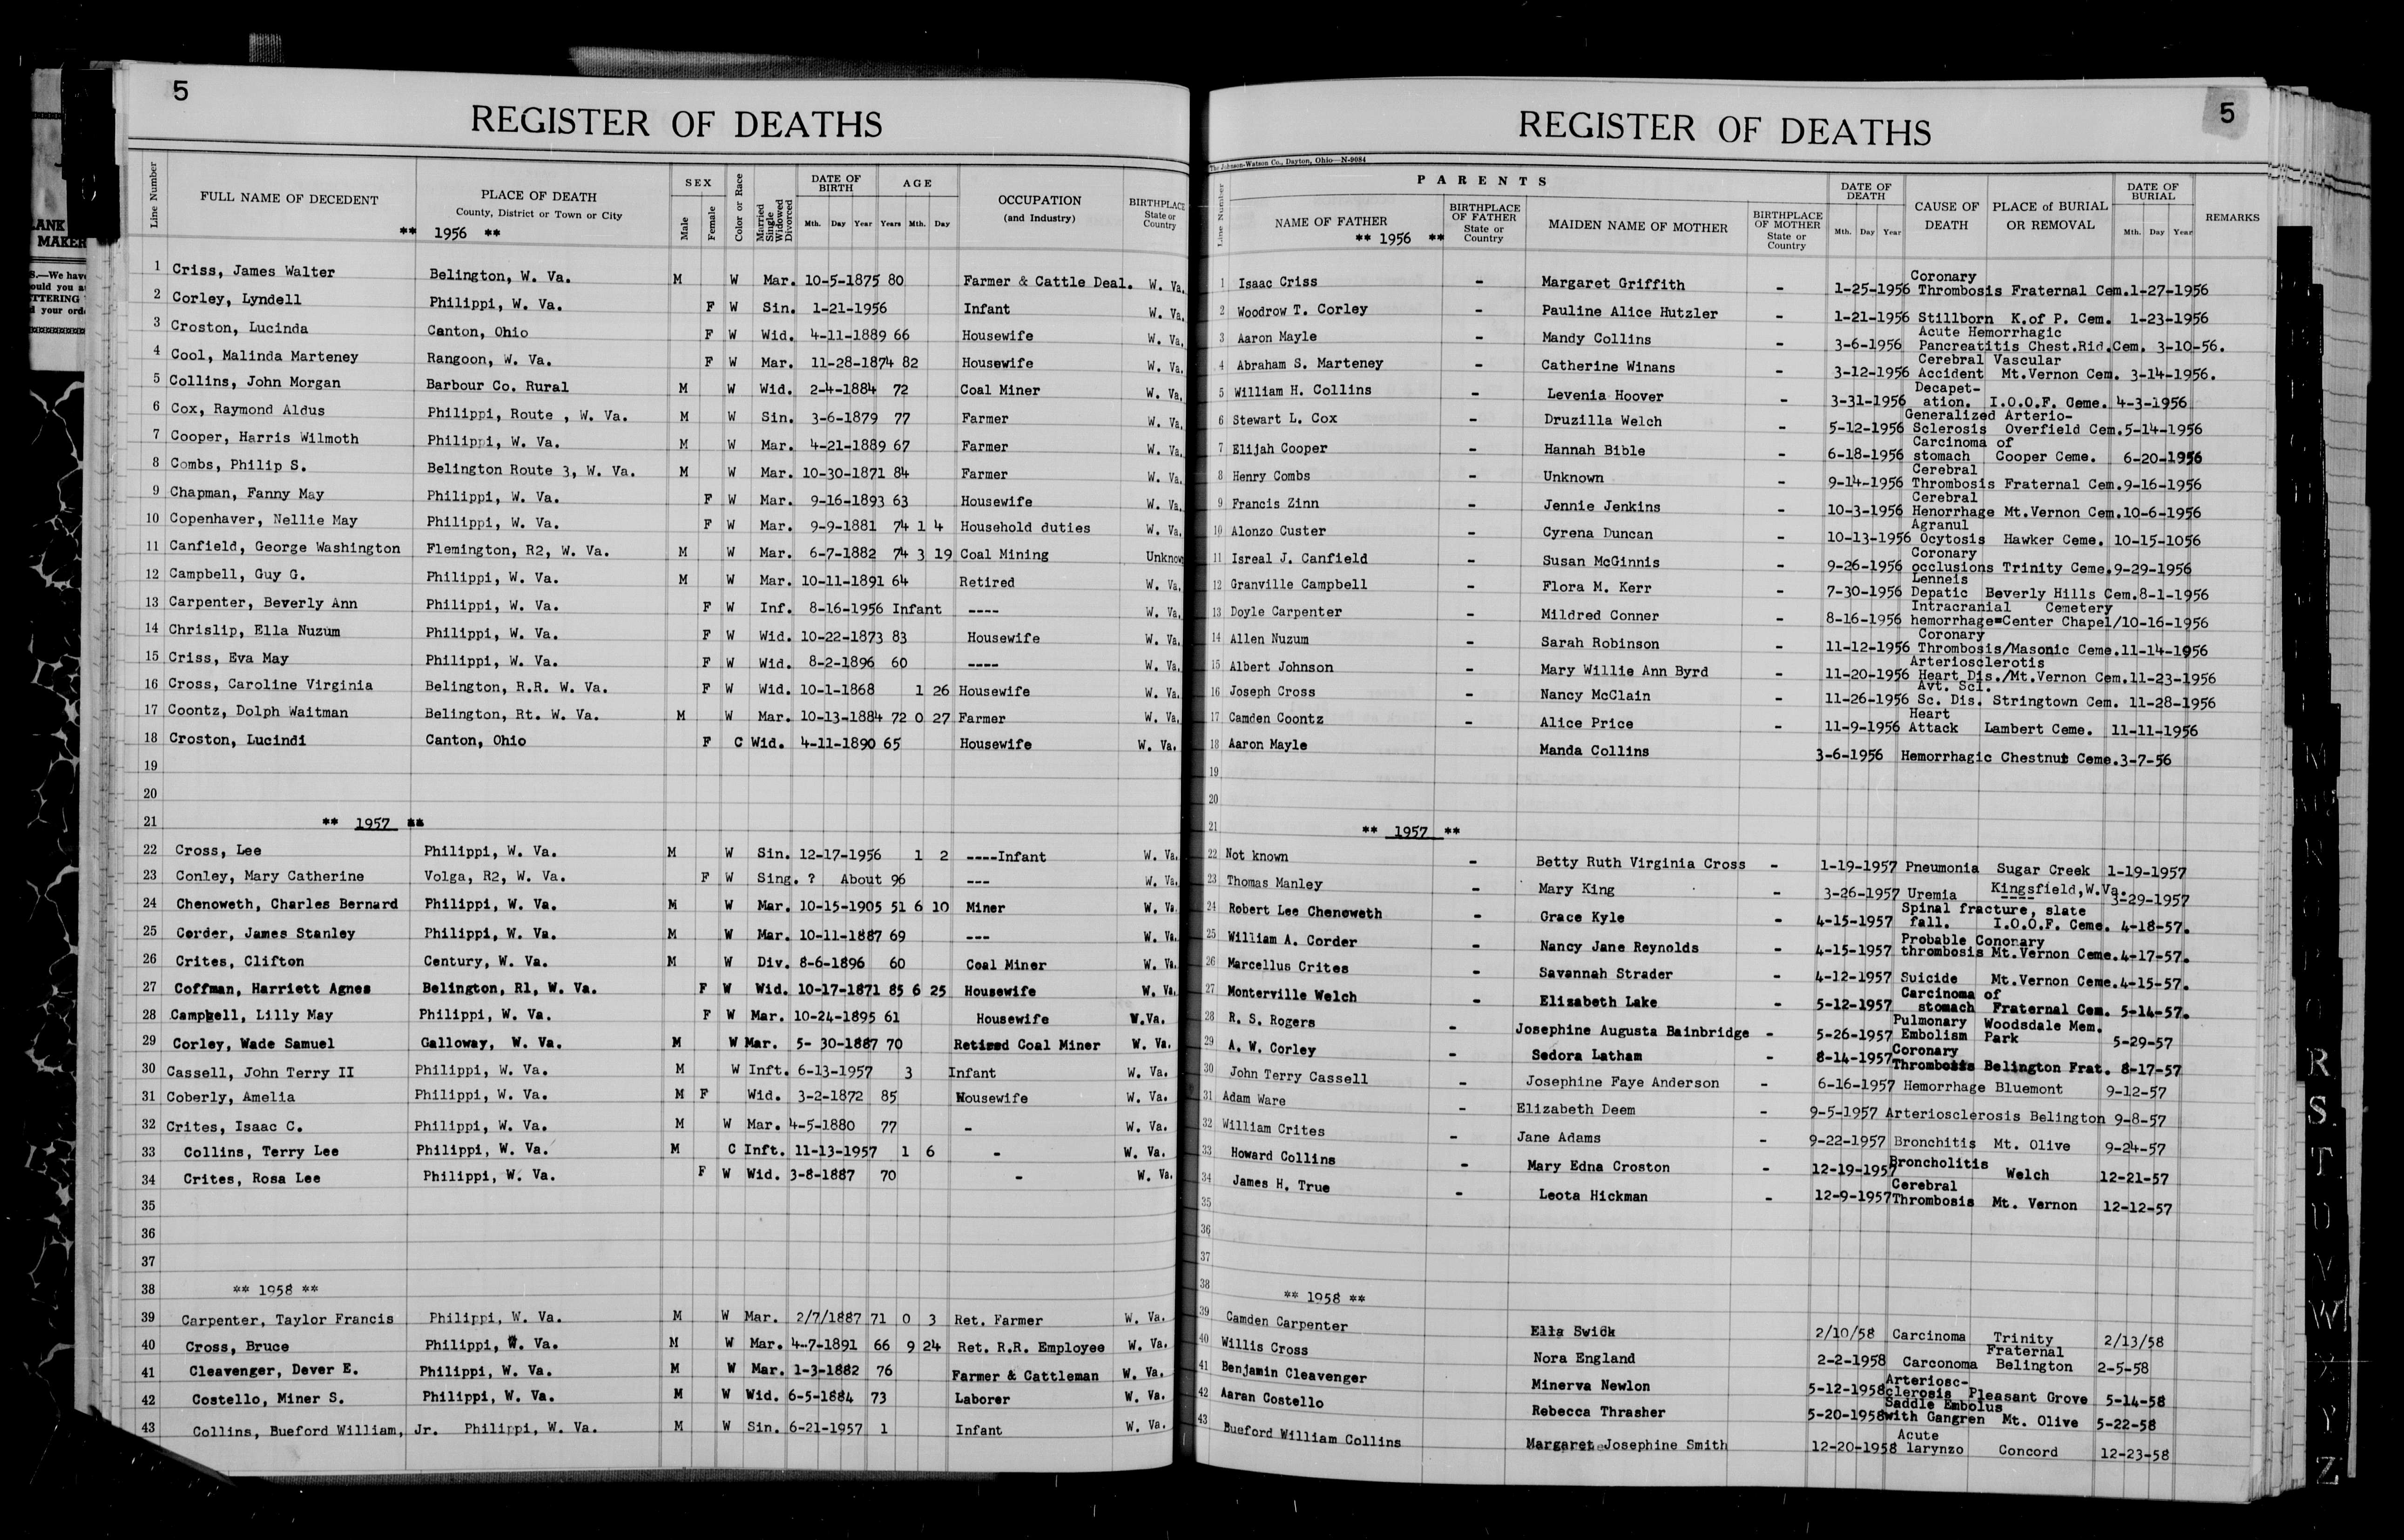 5
REGISTER OF DEATHS
Line Number
FULL NAME OF DECEDENT
PLACE OF DEATH
County, District or Town or City
SEX
Male
Female
Color or Race
Married
Single
Widowed
Divorced
DATE OF
BIRTH
Mth. Day Year
AGE
Years Mth. Day
OCCUPATION
(and Industry)
BIRTHPLACE
State or
Country
** 1956 **
1 Criss, James Walter Belington, W. Va. M W Mar. 10-5-1875 80 Farmer & Cattle Deal. W. Va.
2 Corley, Lyndell Philippi, W. Va. F W Sin. 1-21-1956 Infant W. Va.
3 Croston, Lucinda Canton, Ohio F W Wid. 4-11-1889 66 Housewife W. Va.
4 Cool, Malinda Marteney Rangoon, W. Va. F W Mar. 11-28-1874 82 Housewife W. Va.
5 Collins, John Morgan Barbour Co. Rural M W Wid. 2-4-1884 72 Coal Miner W. Va.
6 Cox, Raymond Aldus Philippi, Route , W. Va. M W Sin. 3-6-1879 77 Farmer W. Va.
7 Cooper, Harris Wilmoth Philippi, W. Va. M W Mar. 4-21-1889 67 Farmer W. Va.
8 Combs, Philip S. Belington Route 3, W. Va. M W Mar. 10-30-1871 84 Farmer W. Va.
9 Chapman, Fanny May Philippi, W. Va. F W Mar. 9-16-1893 63 Housewife W. Va.
10 Copenhaver, Nellie May Philippi, W. Va. F W Mar. 9-9-1881 74 1 4 Household duties W. Va.
11 Canfield, George Washington Flemington, R2, W. Va. M W Mar. 6-7-1882 74 3 19 Coal Mining Unknown
12 Campbell, Guy G. Philippi, W. Va. M W Mar. 10-11-1891 64 Retired W. Va.
13 Carpenter, Beverly Ann Philippi, W. Va. F W Inf. 8-16-1956 Infant ---- W. Va.
14 Chrislip, Ella Nuzum Philippi, W. Va. F W Wid. 10-22-1873 83 Housewife W. Va.
15 Criss, Eva May Philippi, W. Va. F W Wid. 8-2-1896 60 ---- W. Va.
16 Cross, Caroline Virginia Belington, R.R. W. Va. F W Wid. 10-1-1868 1 26 Housewife W. Va.
17 Coontz, Dolph Waitman Belington, Rt. W. Va. M W Mar. 10-13-1884 72 0 27 Farmer W. Va.
18 Croston, Lucindi Canton, Ohio F C Wid. 4-11-1890 65 Housewife W. Va.
19
20
21 ** 1957 **
22 Cross, Lee Philippi, W. Va. M W Sin. 12-17-1956 1 2 ----Infant W. Va.
23 Conley, Mary Catherine Volga, R2, W. Va. F W Sing. ? About 96 --- W. Va.
24 Chenoweth, Charles Bernard Philippi, W. Va. M W Mar. 10-15-1905 51 6 10 Miner W. Va.
25 Corder, James Stanley Philippi, W. Va. M W Mar. 10-11-1887 69 --- W. Va.
26 Crites, Clifton Century, W. Va. M W Div. 8-6-1896 60 Coal Miner W. Va.
27 Coffman, Harriett Agnes Belington, R1, W. Va. F W Wid. 10-17-1871 85 6 25 Housewife W. Va.
28 Campbell, Lilly May Philippi, W. Va. F W Mar. 10-24-1895 61 Housewife W.Va.
29 Corley, Wade Samuel Galloway, W. Va. M W Mar. 5- 30-1887 70 Retired Coal Miner W. Va.
30 Cassell, John Terry II Philippi, W. Va. M W Inft. 6-13-1957 3 Infant W. Va.
31 Coberly, Amelia Philippi, W. Va. M F Wid. 3-2-1872 85 Housewife W. Va.
32 Crites, Isaac C. Philippi, W. Va. M W Mar. 4-5-1880 77 - W. Va.
33 Collins, Terry Lee Philippi, W. Va. M C Inft. 11-13-1957 1 6 - W. Va.
34 Crites, Rosa Lee Philippi, W. Va. F W Wid. 3-8-1887 70 - W. Va.
35
36
37
38 ** 1958 **
39 Carpenter, Taylor Francis Philippi, W. Va. M W Mar. 2/7/1887 71 0 3 Ret. Farmer W. Va.
40 Cross, Bruce Philippi, W. Va. M W Mar. 4-7-1891 66 9 24 Ret. R.R. Employee W. Va.
41 Cleavenger, Dever E. Philippi, W. Va. M W Mar. 1-3-1882 76 Farmer & Cattleman W. Va.
42 Costello, Miner S. Philippi, W. Va. M W Wid. 6-5-1884 73 Laborer W. Va.
43 Collins, Bueford William, Jr. Philippi, W. Va. M W Sin. 6-21-1957 1 Infant W. Va.
5
REGISTER OF DEATHS
The Johnson-Watson Co., Dayton, Ohio—N-9084
Line Number
PARENTS
NAME OF FATHER
BIRTHPLACE
OF FATHER
State or
Country
MAIDEN NAME OF MOTHER
BIRTHPLACE
OF MOTHER
State or
Country
DATE OF
DEATH
Mth. Day Year
CAUSE OF
DEATH
PLACE of BURIAL
OR REMOVAL
DATE OF
BURIAL
Mth. Day Year
REMARKS
** 1956 **
Coronary
1 Isaac Criss - Margaret Griffith - 1-25-1956 Thrombosis Fraternal Cem. 1-27-1956
2 Woodrow T. Corley - Pauline Alice Hutzler - 1-21-1956 Stillborn K.of P. Cem. 1-23-1956
Acute Hemorrhagic
3 Aaron Mayle - Mandy Collins - 3-6-1956 Pancreatitis Chest.Rid.Cem. 3-10-56.
Cerebral Vascular
4 Abraham S. Marteney - Catherine Winans - 3-12-1956 Accident Mt.Vernon Cem. 3-14-1956.
Decapet-
5 William H. Collins - Levenia Hoover - 3-31-1956 ation. I.O.O.F. Ceme. 4-3-1956
Generalized Arterio-
6 Stewart L. Cox - Druzilla Welch - 5-12-1956 Sclerosis Overfield Cem. 5-14-1956
Carcinoma of
7 Elijah Cooper - Hannah Bible - 6-18-1956 stomach Cooper Ceme. 6-20-1956
Cerebral
8 Henry Combs - Unknown - 9-14-1956 Thrombosis Fraternal Cem. 9-16-1956
Cerebral
9 Francis Zinn - Jennie Jenkins - 10-3-1956 Henorrhage Mt.Vernon Cem. 10-6-1956
Agranul
10 Alonzo Custer - Cyrena Duncan - 10-13-1956 Ocytosis Hawker Ceme. 10-15-1056
Coronary
11 Isreal J. Canfield - Susan McGinnis - 9-26-1956 occlusions Trinity Ceme. 9-29-1956
Lenneis
12 Granville Campbell - Flora M. Kerr - 7-30-1956 Depatic Beverly Hills Cem. 8-1-1956
Intracranial Cemetery
13 Doyle Carpenter - Mildred Conner - 8-16-1956 hemorrhage=Center Chapel/10-16-1956
Coronary
14 Allen Nuzum - Sarah Robinson - 11-12-1956 Thrombosis/Masonic Ceme. 11-14-1956
Arteriosclerotis
15 Albert Johnson - Mary Willie Ann Byrd - 11-20-1956 Heart Dis./Mt.Vernon Cem. 11-23-1956
Avt. Scl.
16 Joseph Cross - Nancy McClain - 11-26-1956 Sc. Dis. Stringtown Cem. 11-28-1956
Heart
17 Camden Coontz - Alice Price - 11-9-1956 Attack Lambert Ceme. 11-11-1956
18 Aaron Mayle Manda Collins 3-6-1956 Hemorrhagic Chestnut Ceme. 3-7-56
19
20
21 ** 1957 **
22 Not known - Betty Ruth Virginia Cross - 1-19-1957 Pneumonia Sugar Creek 1-19-1957
Kingsfield,W.Va.
23 Thomas Manley - Mary King - 3-26-1957 Uremia ---- 3-29-1957
Spinal fracture, slate
24 Robert Lee Chenoweth - Grace Kyle - 4-15-1957 fall. I.O.O.F. Ceme. 4-18-57.
Probable Cononary
25 William A. Corder - Nancy Jane Reynolds - 4-15-1957 thrombosis Mt.Vernon Ceme. 4-17-57.
26 Marcellus Crites - Savannah Strader - 4-12-1957 Suicide Mt.Vernon Ceme. 4-15-57.
Carcinoma of
27 Monterville Welch - Elizabeth Lake - 5-12-1957 stomach Fraternal Cem. 5-14-57.
Pulmonary Woodsdale Mem.
28 R. S. Rogers - Josephine Augusta Bainbridge - 5-26-1957 Embolism Park 5-29-57
Coronary
29 A. W. Corley - Sedora Latham - 8-14-1957 Thrombosis Belington Frat. 8-17-57
30 John Terry Cassell - Josephine Faye Anderson - 6-16-1957 Hemorrhage Bluemont 9-12-57
31 Adam Ware - Elizabeth Deem - 9-5-1957 Arteriosclerosis Belington 9-8-57
32 William Crites - Jane Adams - 9-22-1957 Bronchitis Mt. Olive 9-24-57
33 Howard Collins - Mary Edna Croston - 12-19-1957 Broncholitis Welch 12-21-57
Cerebral
34 James H. True - Leota Hickman - 12-9-1957 Thrombosis Mt. Vernon 12-12-57
35
36
37
38 ** 1958 **
39 Camden Carpenter Ella Swick 2/10/58 Carcinoma Trinity 2/13/58
Fraternal
40 Willis Cross Nora England 2-2-1958 Carconoma Belington 2-5-58
Arteriosc-
41 Benjamin Cleavenger Minerva Newlon 5-12-1958 clerosis Pleasant Grove 5-14-58
Saddle Embolus
42 Aaran Costello Rebecca Thrasher 5-20-1958 with Gangren Mt. Olive 5-22-58
Acute
43 Bueford William Collins Margaret Josephine Smith 12-20-1958 larynzo Concord 12-23-58
R
S
T
U
V
W
Y
Z